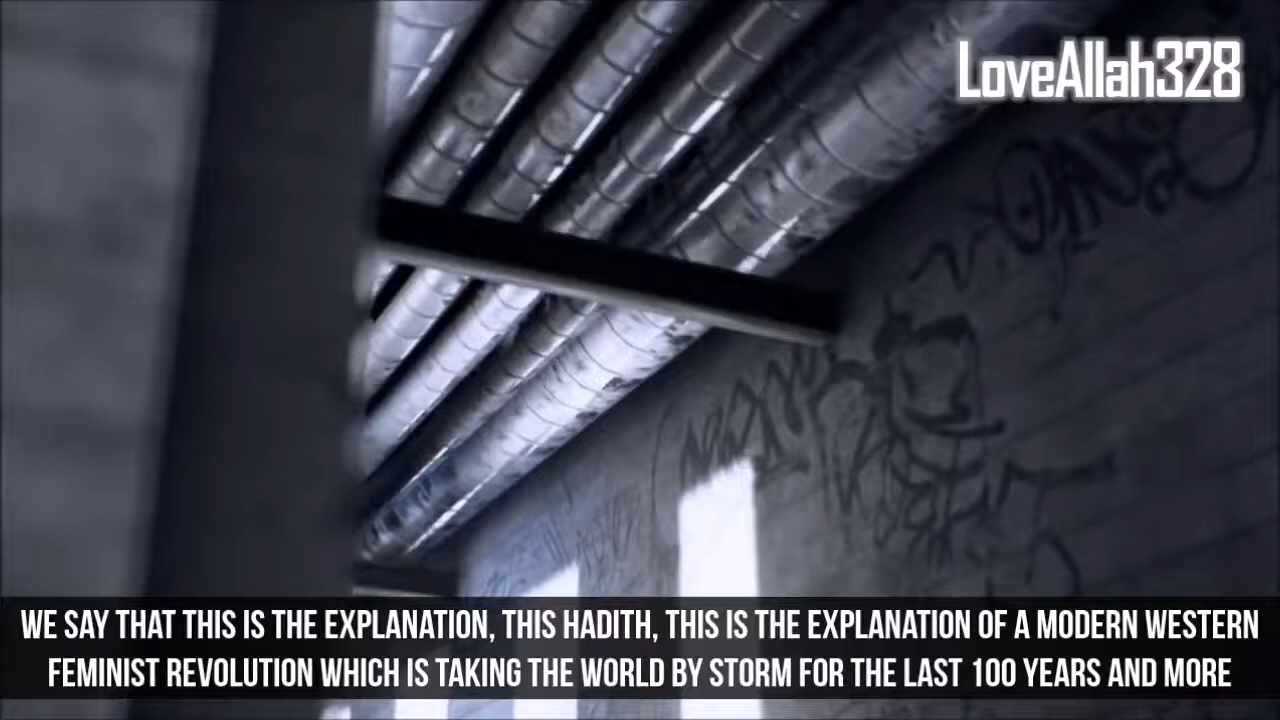 LoveAllah328
WE SAY THAT THIS IS THE EXPLANATION, THIS HADITH, THIS IS THE EXPLANATION OF A MODERN WESTERN
FEMINIST REVOLUTION WHICH IS TAKING THE WORLD BY STORM FOR THE LAST 100 YEARS AND MORE